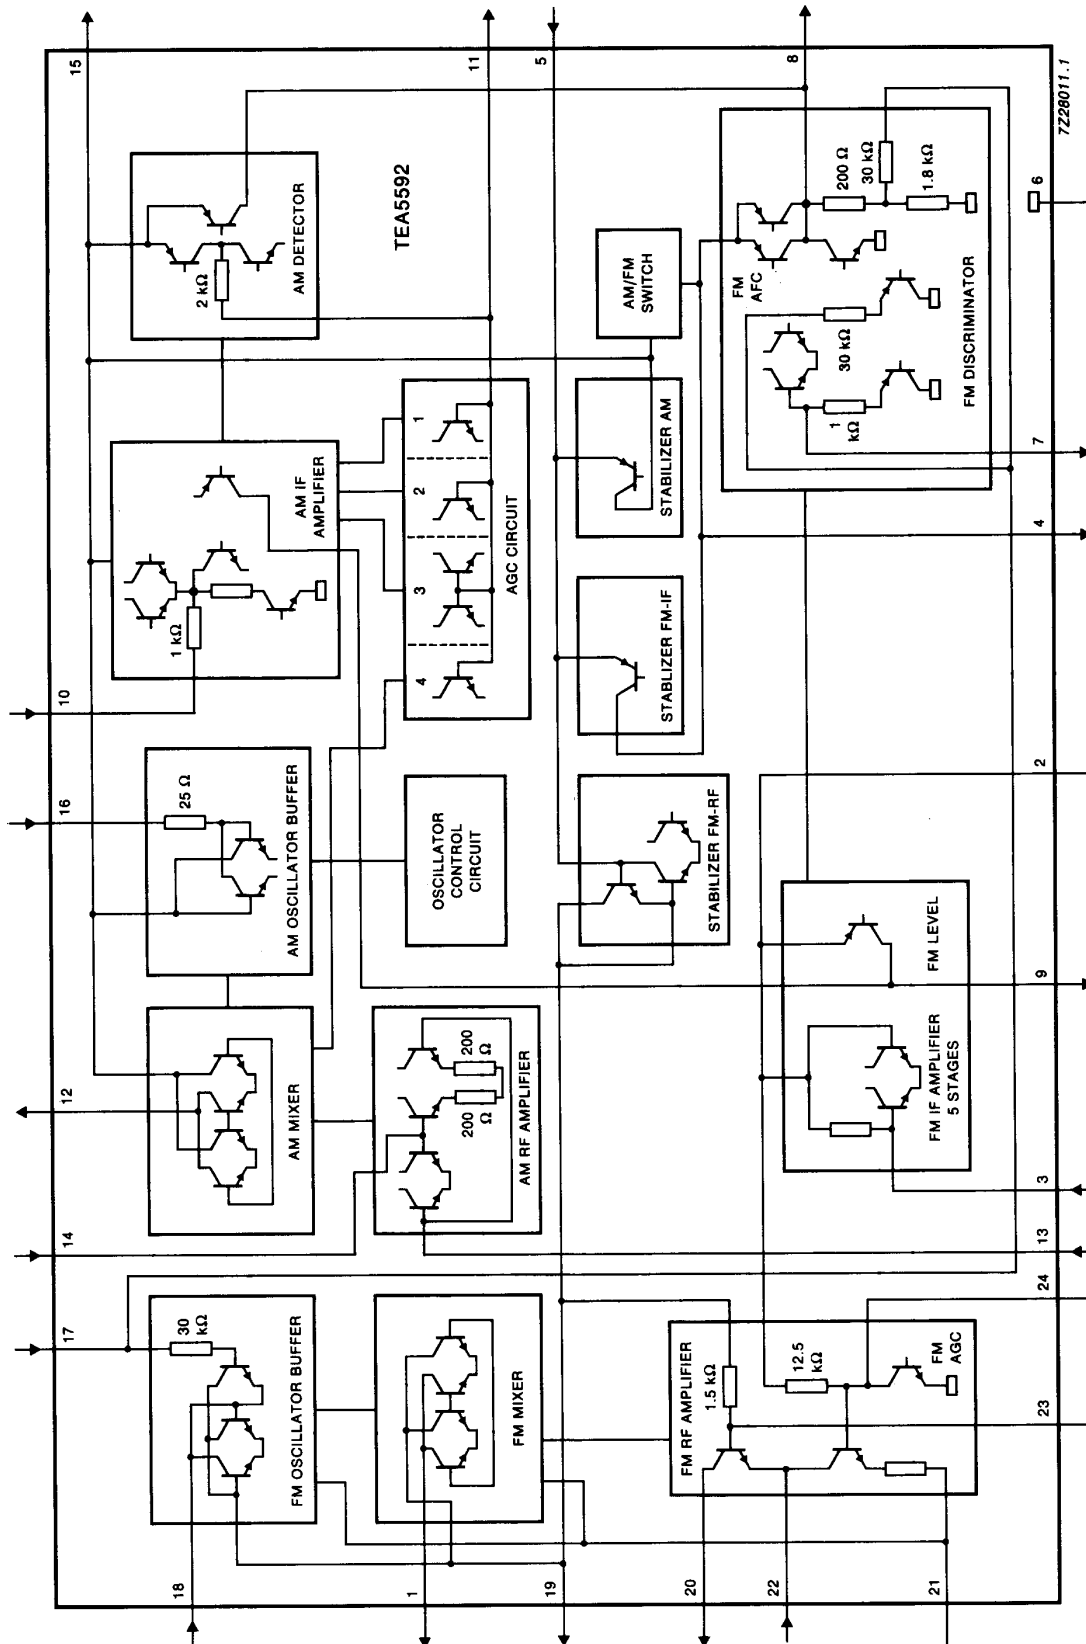 18
1
19
20
22
21
30
kΩ
FM OSCILLATOR BUFFER
FM MIXER
FM RF AMPLIFIER
1.5 kΩ
12.5
kΩ
FM
AGC
17
23
24
14
13
12
AM MIXER
AM RF AMPLIFIER
200
Ω
200
Ω
FM IF AMPLIFIER
5 STAGES
FM LEVEL
3
9
2
16
25 Ω
AM OSCILLATOR BUFFER
OSCILLATOR
CONTROL
CIRCUIT
STABILIZER FM-RF
10
1 kΩ
AM IF
AMPLIFIER
4
3
2
1
AGC CIRCUIT
STABLIZER FM-IF
STABILIZER AM
AM/FM
SWITCH
4
7
15
11
5
8
2 kΩ
AM DETECTOR
TEA5592
FM
AFC
200 Ω
30 kΩ
1.8 kΩ
30 kΩ
1
kΩ
FM DISCRIMINATOR
6
7Z28011.1